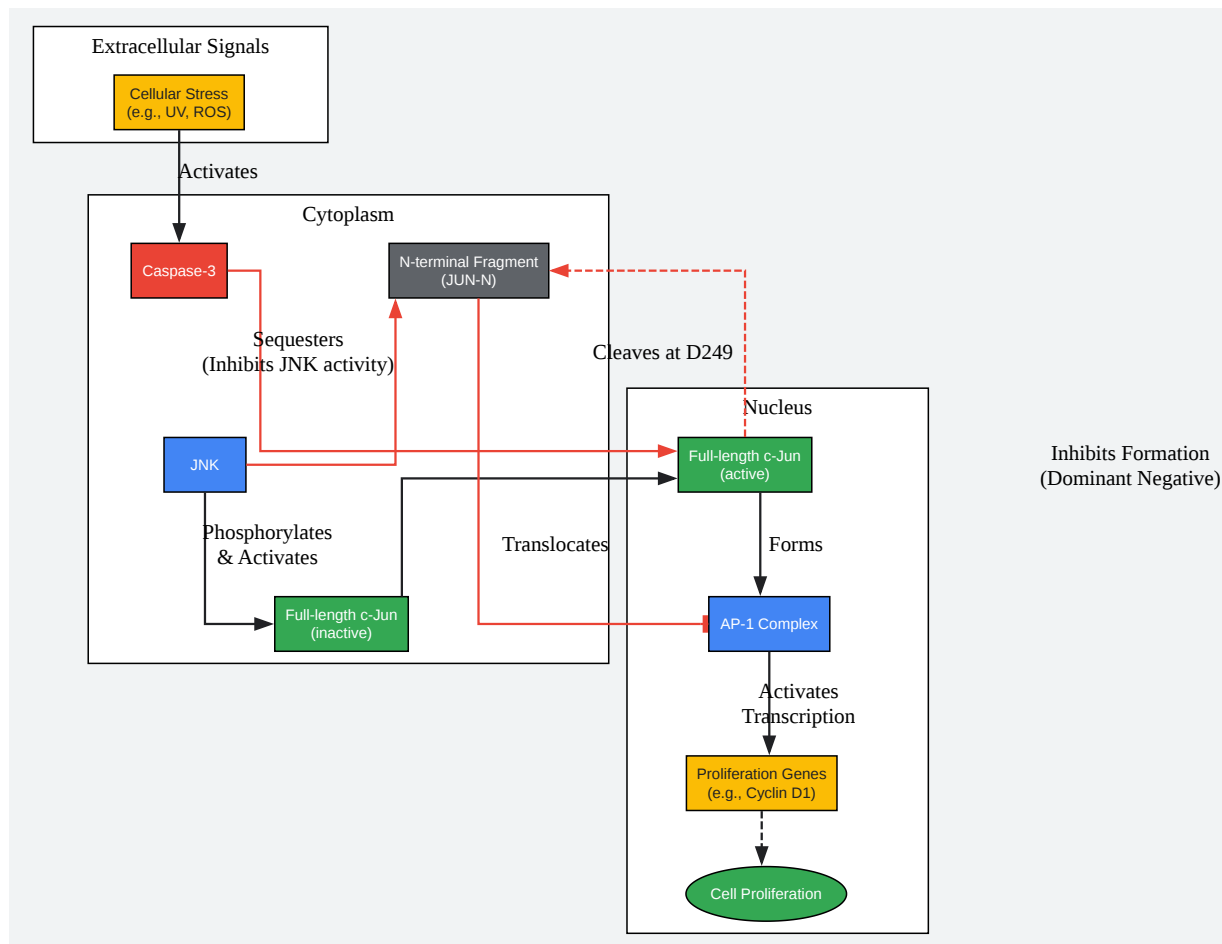 Extracellular Signals
Cellular Stress
(e.g., UV, ROS)
Activates
Cytoplasm
Caspase-3
N-terminal Fragment
(JUN-N)
Sequesters
(Inhibits JNK activity)
Cleaves at D249
Nucleus
JNK
Full-length c-Jun
(active)
Inhibits Formation
(Dominant Negative)
Phosphorylates
& Activates
Translocates
Forms
Full-length c-Jun
(inactive)
AP-1 Complex
Activates
Transcription
Proliferation Genes
(e.g., Cyclin D1)
Cell Proliferation